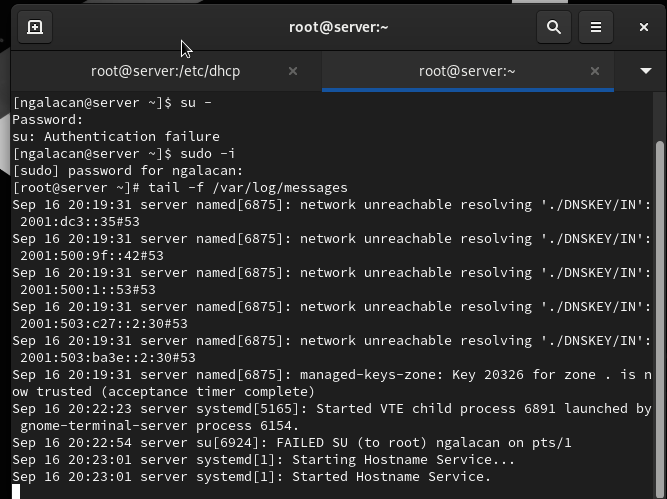 root@server:~
root@server:/etc/dhcp
root@server:~
[ngalacan@server ~]$ su -
Password:
su: Authentication failure
[ngalacan@server ~]$ sudo -i
[sudo] password for ngalacan:
[root@server ~]# tail -f /var/log/messages
Sep 16 20:19:31 server named[6875]: network unreachable resolving './DNSKEY/IN':
 2001:dc3::35#53
Sep 16 20:19:31 server named[6875]: network unreachable resolving './DNSKEY/IN':
 2001:500:9f::42#53
Sep 16 20:19:31 server named[6875]: network unreachable resolving './DNSKEY/IN':
 2001:500:1::53#53
Sep 16 20:19:31 server named[6875]: network unreachable resolving './DNSKEY/IN':
 2001:503:c27::2:30#53
Sep 16 20:19:31 server named[6875]: network unreachable resolving './DNSKEY/IN':
 2001:503:ba3e::2:30#53
Sep 16 20:19:31 server named[6875]: managed-keys-zone: Key 20326 for zone . is n
ow trusted (acceptance timer complete)
Sep 16 20:22:23 server systemd[5165]: Started VTE child process 6891 launched by
 gnome-terminal-server process 6154.
Sep 16 20:22:54 server su[6924]: FAILED SU (to root) ngalacan on pts/1
Sep 16 20:23:01 server systemd[1]: Starting Hostname Service...
Sep 16 20:23:01 server systemd[1]: Started Hostname Service.